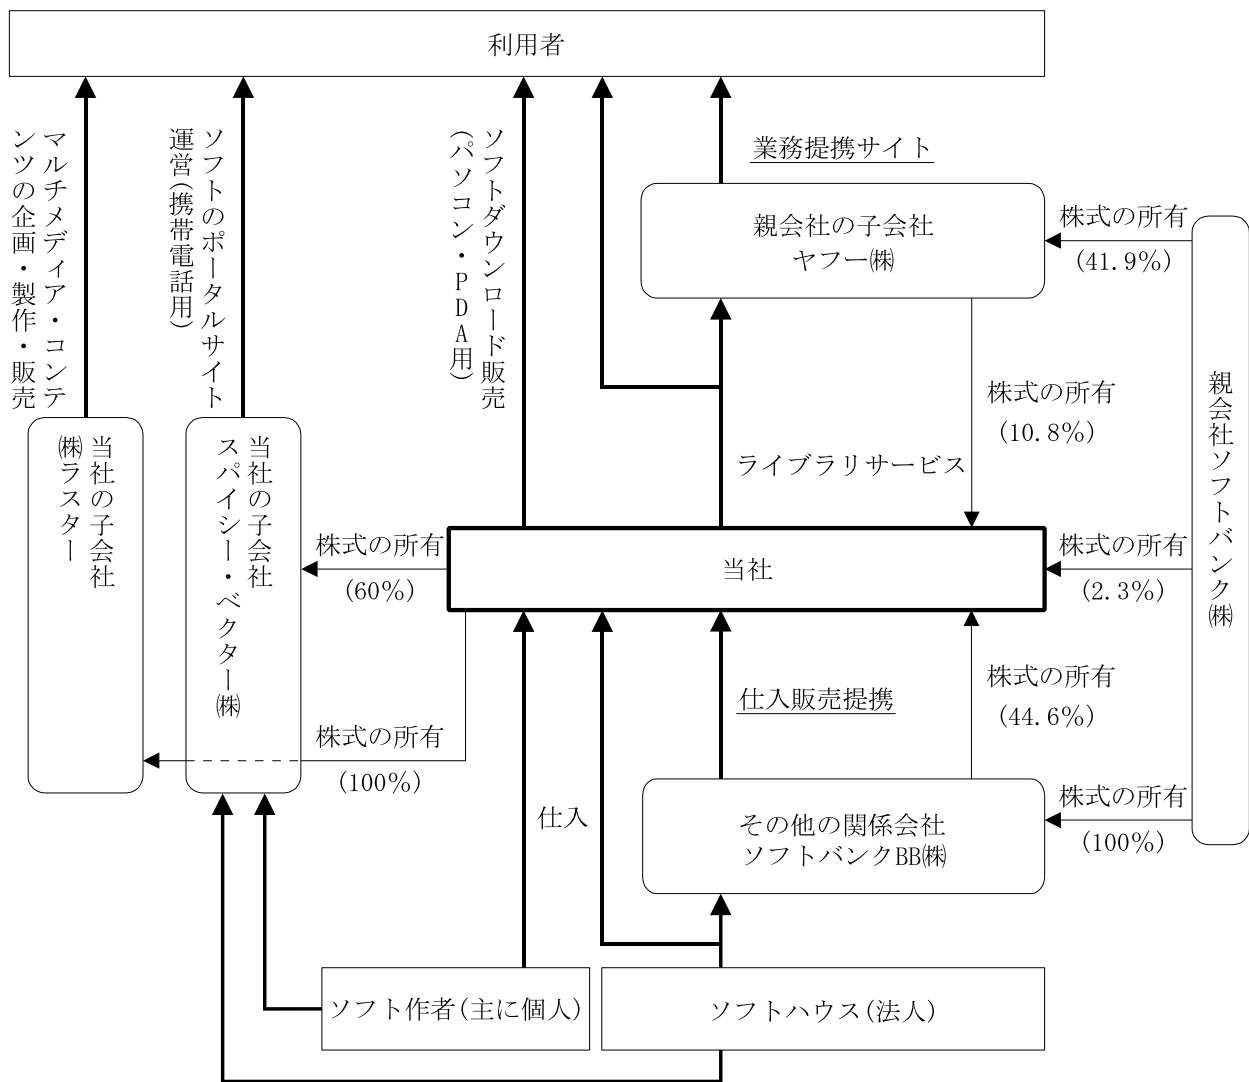 利用者
マルチメディア・コンテ
ンツの企画・製作・販売
ソフトのポータルサイト
運営(携帯電話用)
ソフトダウンロード販売
(パソコン・PDA用)
業務提携サイト
親会社の子会社
ヤフー㈱
株式の所有
(41.9%)
株式の所有
(10.8%)
ライブラリサービス
親会社ソフトバンク㈱
当社の子会社
㈱ラスター
当社の子会社
スパイシー・ベクター㈱
株式の所有
(60%)
当社
株式の所有
(2.3%)
株式の所有
(100%)
仕入販売提携
株式の所有
(44.6%)
仕入
その他の関係会社
ソフトバンクBB㈱
株式の所有
(100%)
ソフト作者(主に個人)
ソフトハウス(法人)